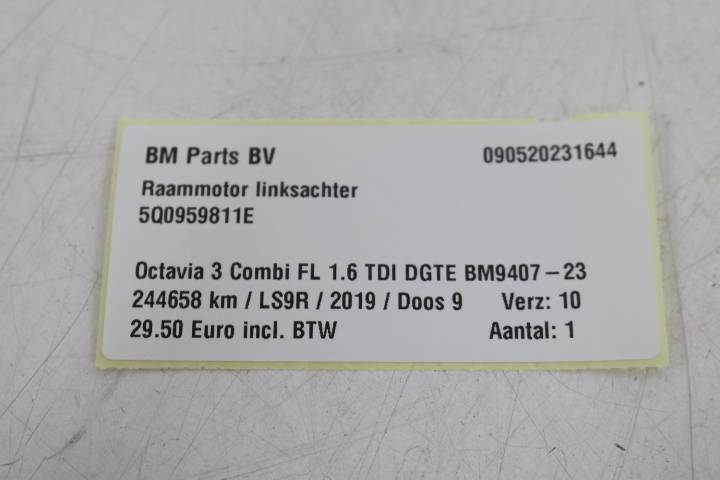 BM Parts BV 090520231644
Raammotor linksachter
5Q0959811E
Octavia 3 Combi FL 1.6 TDI DGTE BM9407-23
244658 km / LS9R / 2019 / Doos 9 Verz: 10
29.50 Euro incl. BTW Aantal: 1